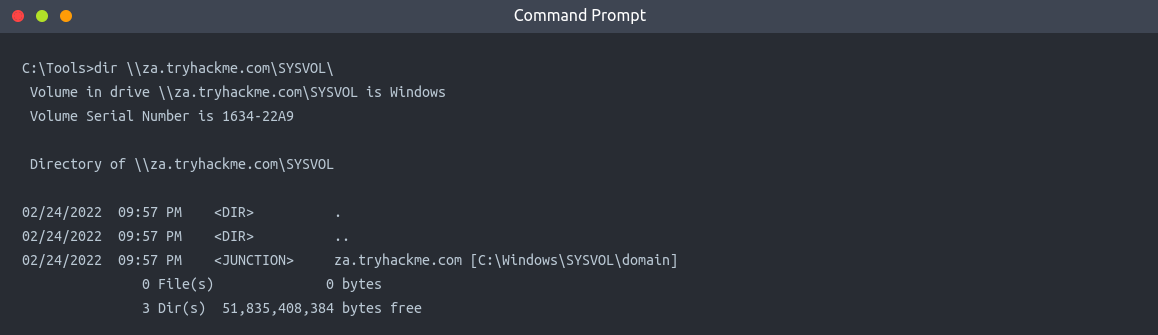 Command Prompt
C:\Tools>dir \\za.tryhackme.com\SYSVOL\
 Volume in drive \\za.tryhackme.com\SYSVOL is Windows
 Volume Serial Number is 1634-22A9
 Directory of \\za.tryhackme.com\SYSVOL
02/24/2022  09:57 PM    <DIR>          .
02/24/2022  09:57 PM    <DIR>          ..
02/24/2022  09:57 PM    <JUNCTION>     za.tryhackme.com [C:\Windows\SYSVOL\domain]
               0 File(s)              0 bytes
               3 Dir(s)  51,835,408,384 bytes free